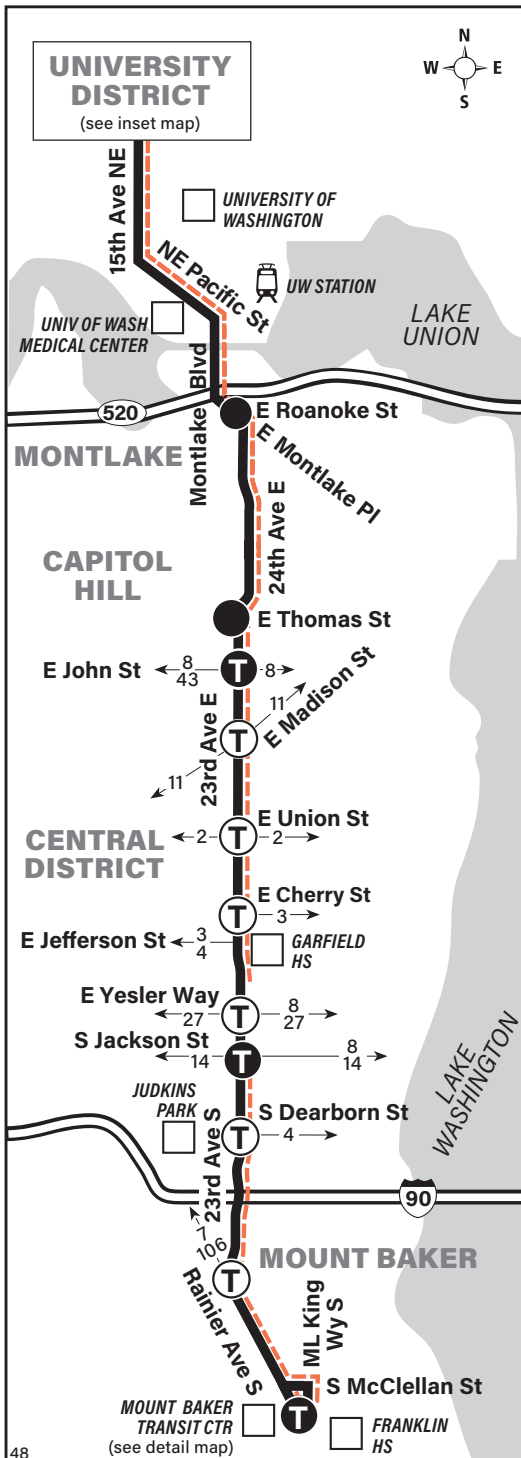 N
W E
S
UNIVERSITY
DISTRICT
(see inset map)
15th Ave NE
UNIVERSITY OF
WASHINGTON
NE Pacific St
UW STATION
UNIV OF WASH
MEDICAL CENTER
LAKE
UNION
Montlake Blvd
520
E Roanoke St
MONTLAKE
E Montlake Pl
24th Ave E
CAPITOL
HILL
E Thomas St
E John St
8
43
T
8
E Madison St
11
T
11
23rd Ave E
E Union St
2
T
2
CENTRAL
DISTRICT
E Cherry St
T
3
E Jefferson St
3
4
GARFIELD
HS
E Yesler Way
27
T
8
27
S Jackson St
14
T
8
14
LAKE
WASHINGTON
JUDKINS
PARK
S Dearborn St
T
4
23rd Ave S
90
7
106
MOUNT BAKER
T
Rainier Ave S
ML King
Wy S
S McClellan St
T
MOUNT BAKER
TRANSIT CTR
(see detail map)
FRANKLIN
HS
48